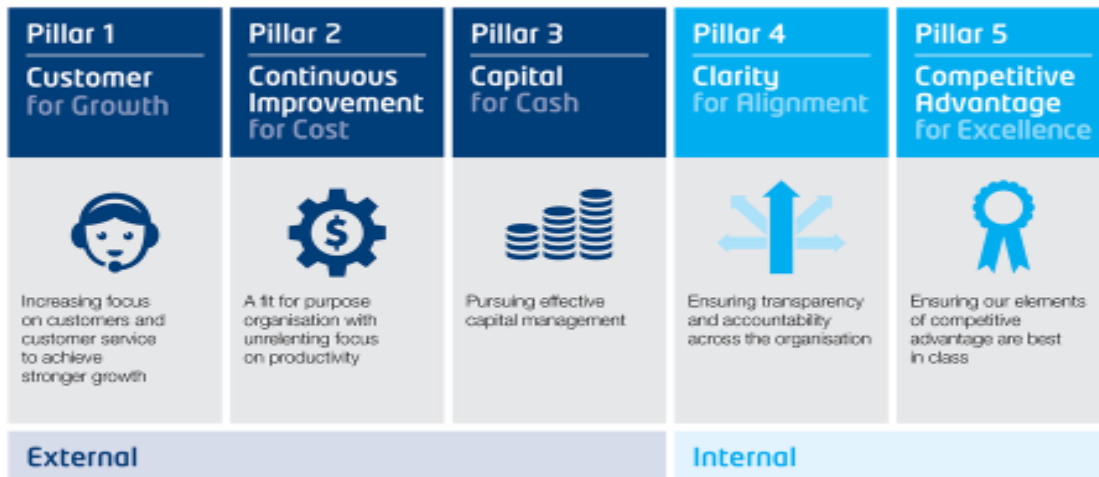 Pillar 1
Customer
for Growth
Increasing focus
on customers and
customer service
to achieve
stronger growth
Pillar 2
Continuous
Improvement
for Cost
$
A fit for purpose
organisation with
unrelenting focus
on productivity
Pillar 3
Capital
for Cash
Pursuing effective
capital management
Pillar 4
Clarity
for Alignment
Ensuring transparency
and accountability
across the organisation
Pillar 5
Competitive
Advantage
for Excellence
Ensuring our elements
of competitive
advantage are best
in class
External
Internal